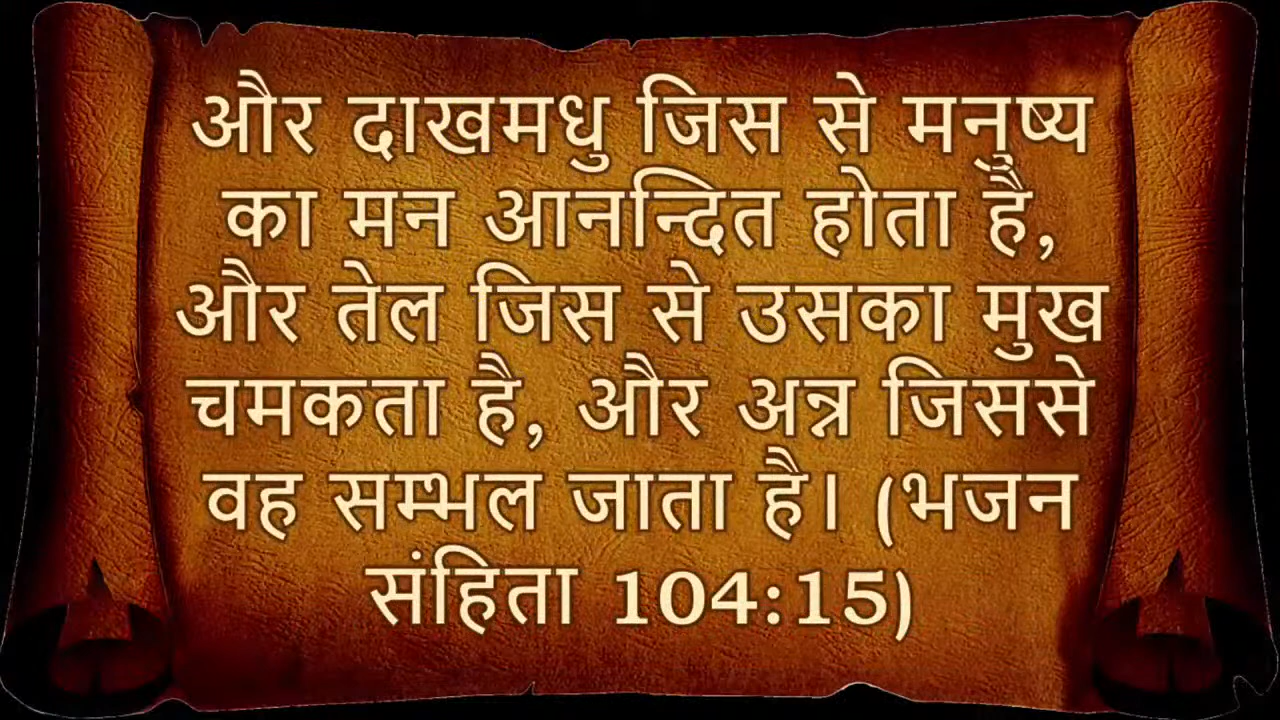 और दाखमधु जिस से मनुष्य
का मन आनन्दित होता है,
और तेल जिस से उसका मुख
चमकता है, और अन्न जिससे
वह सम्भल जाता है। (भजन
संहिता 104:15)